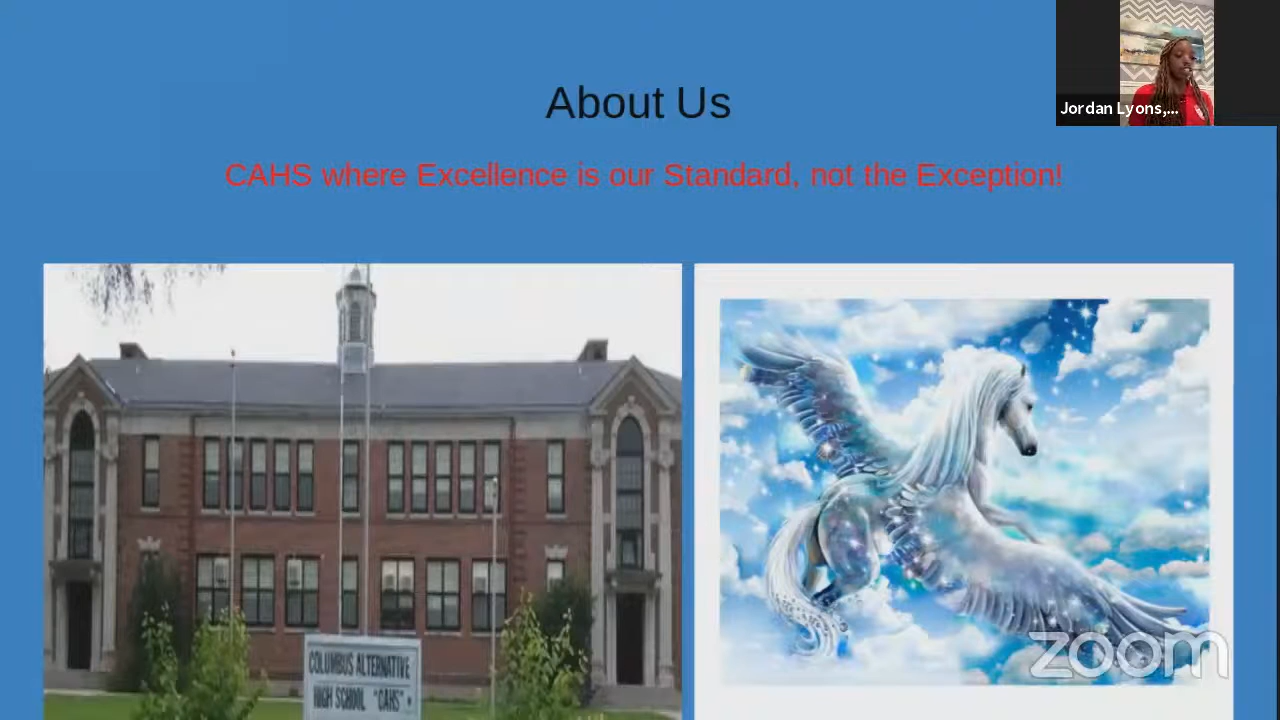 About Us
Jordan Lyons,...
CAHS where Excellence is our Standard, not the Exception!
COLUMBUS ALTERNATIVE
HIGH SCHOOL "CAHS"
zoom